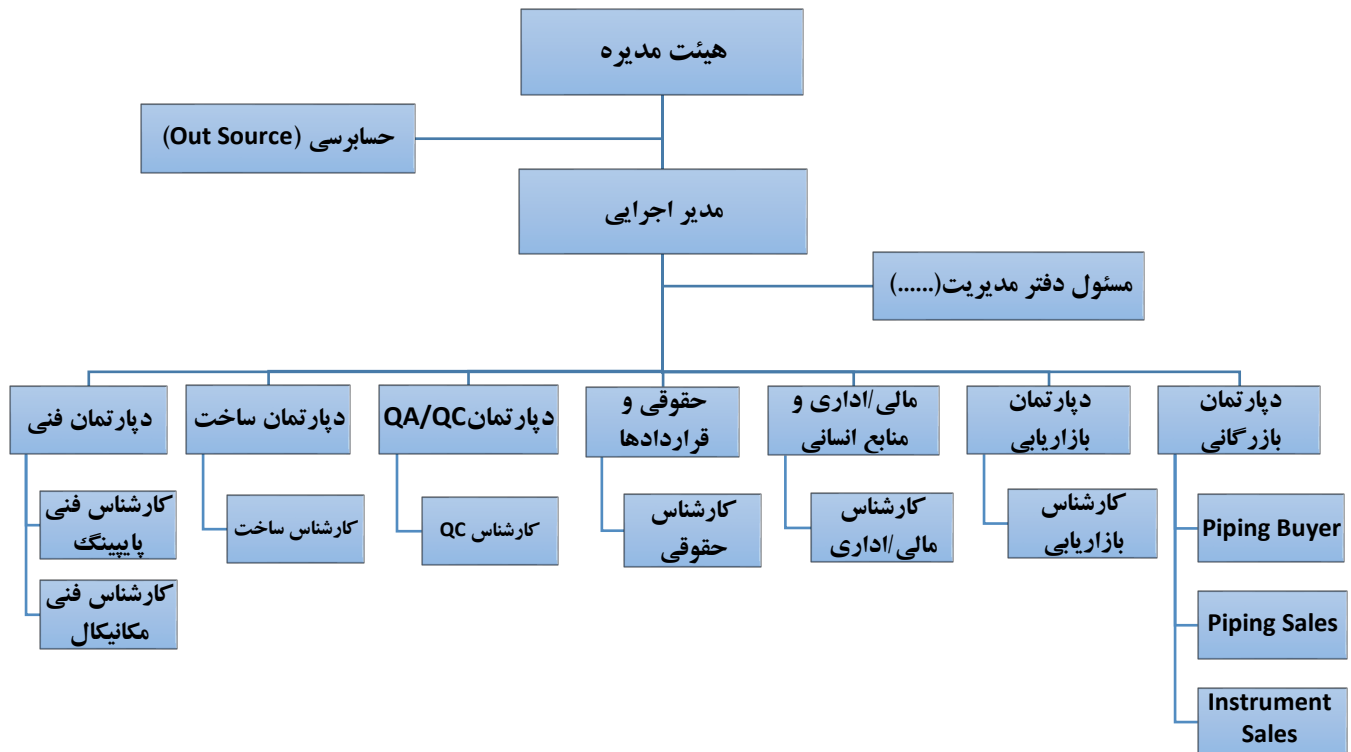 هیئت مدیره
حسابرسی (Out Source)
مدیر اجرایی
مسئول دفتر مدیریت(......)
دپارتمان بازرگانی
دپارتمان بازاریابی
مالی/اداری و
منابع انسانی
حقوقی و
قراردادها
دپارتمانQA/QC
دپارتمان ساخت
دپارتمان فنی
Piping Buyer
Piping Sales
Instrument
Sales
کارشناس
بازاریابی
کارشناس
مالی/اداری
کارشناس
حقوقی
کارشناس QC
کارشناس ساخت
کارشناس فنی
پایپینگ
کارشناس فنی
مکانیکال